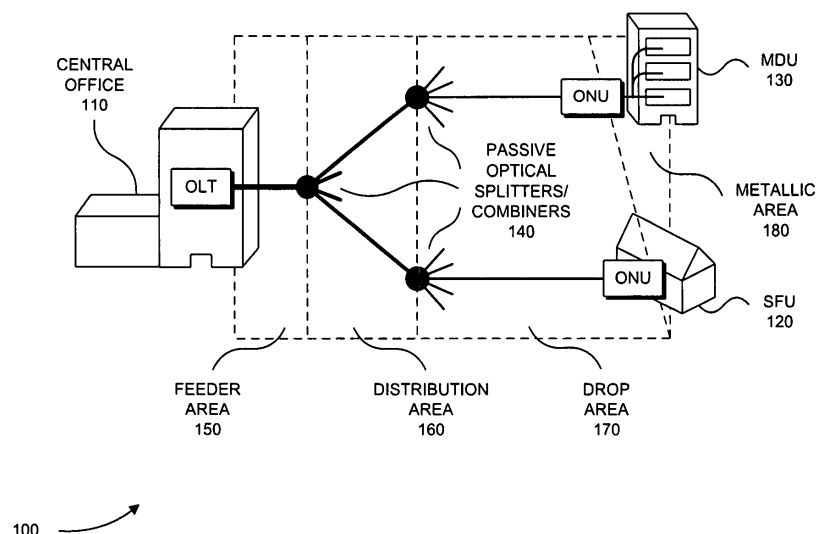 CENTRAL
OFFICE
110
OLT
ONU
MDU
130
PASSIVE
OPTICAL
SPLITTERS/
COMBINERS
140
METALLIC
AREA
180
ONU
SFU
120
FEEDER
AREA
150
DISTRIBUTION
AREA
160
DROP
AREA
170
100